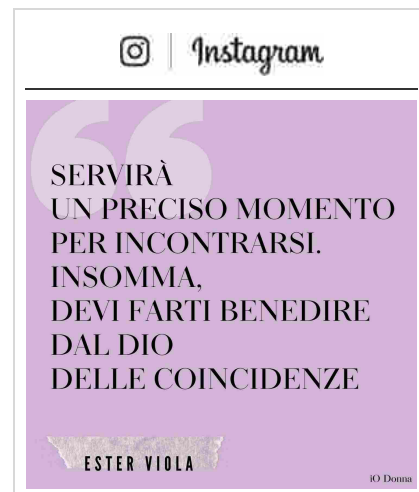 Instagram
SERVIRÀ
UN PRECISO MOMENTO
PER INCONTRARSI.
INSOMMA,
DEVI FARTI BENEDIRE
DAL DIO
DELLE COINCIDENZE
ESTER VIOLA
iO Donna